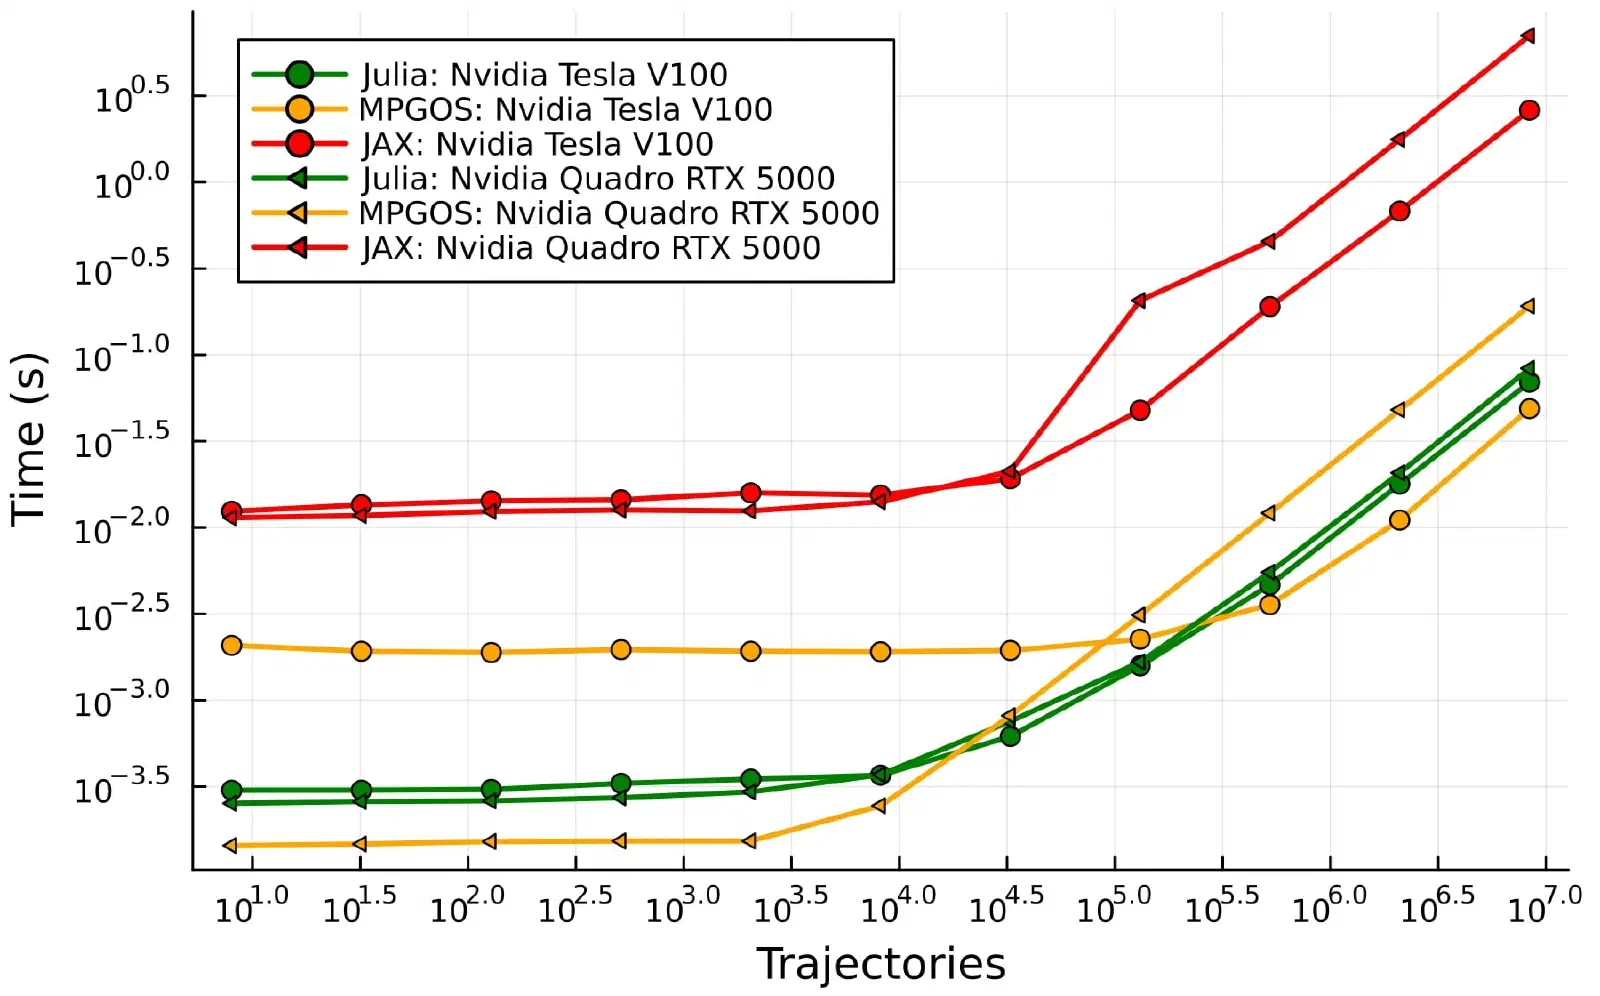 Julia: Nvidia Tesla V100
MPGOS: Nvidia Tesla V100
JAX: Nvidia Tesla V100
Julia: Nvidia Quadro RTX 5000
MPGOS: Nvidia Quadro RTX 5000
JAX: Nvidia Quadro RTX 5000
Time (s)
10^0.5
10^0.0
10^−0.5
10^−1.0
10^−1.5
10^−2.0
10^−2.5
10^−3.0
10^−3.5
10^1.0 10^1.5 10^2.0 10^2.5 10^3.0 10^3.5 10^4.0 10^4.5 10^5.0 10^5.5 10^6.0 10^6.5 10^7.0
Trajectories